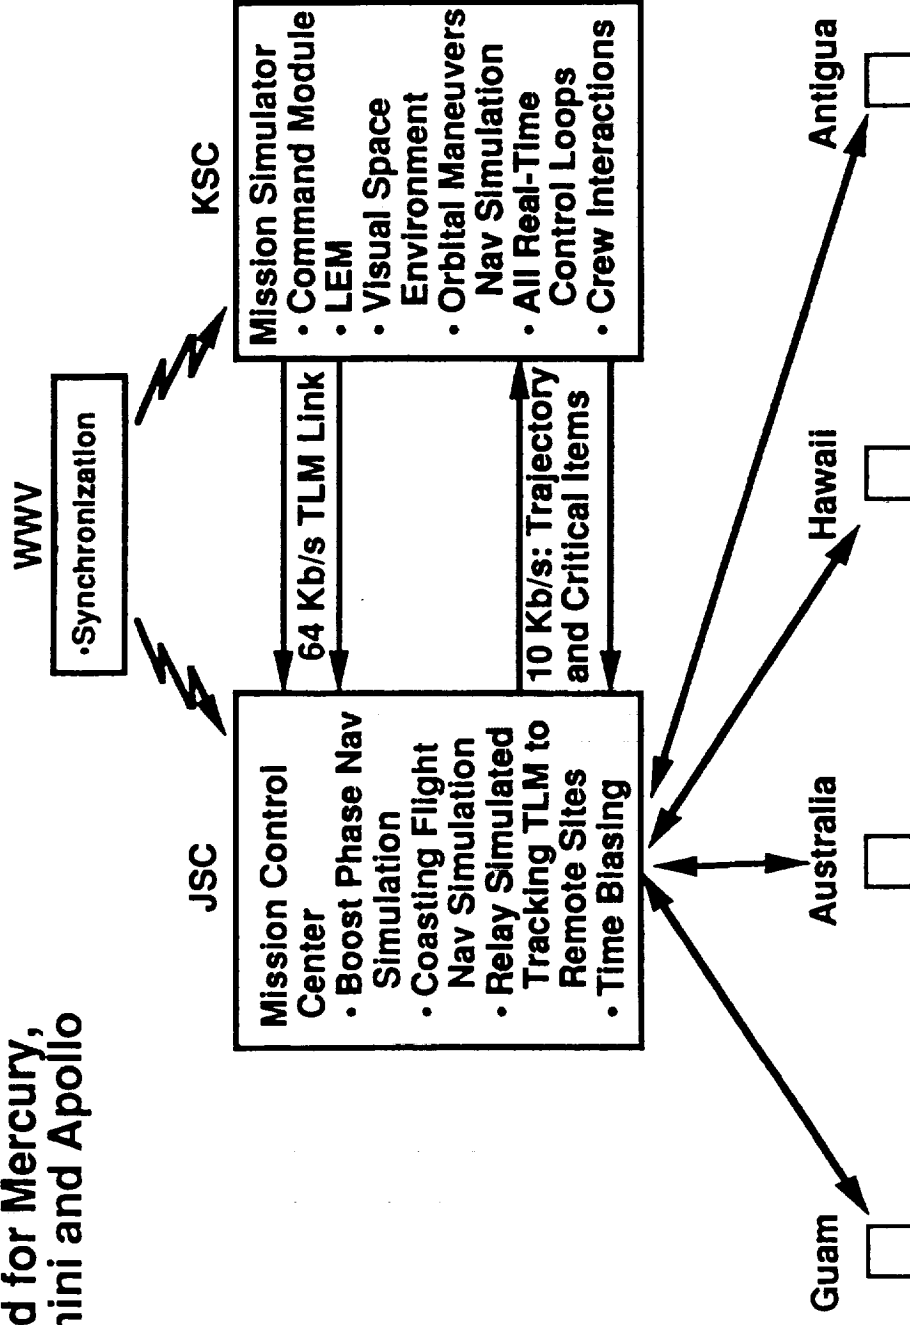 d for Mercury,
nini and Apollo
WWV
•Synchronization
JSC
Mission Control
Center
• Boost Phase Nav
Simulation
• Coasting Flight
Nav Simulation
• Relay Simulated
Tracking TLM to
Remote Sites
• Time Biasing
64 Kb/s TLM Link
10 Kb/s: Trajectory
and Critical Items
KSC
Mission Simulator
• Command Module
• LEM
• Visual Space
Environment
• Orbital Maneuvers
Nav Simulation
• All Real-Time
Control Loops
• Crew Interactions
Guam
Australia
Hawaii
Antigua